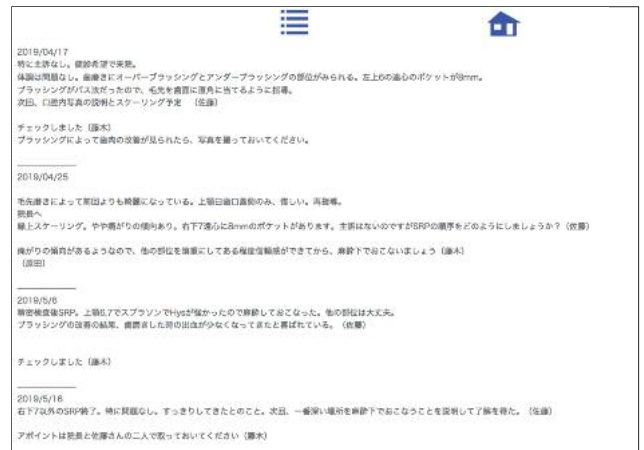 2019/04/17
特に主訴なし。健診希望で来院。
体調は問題なし。歯磨きにオーバーブラッシングとアンダーブラッシングの部位がみられる。左上6の遠心のポケットが8mm。
ブラッシングがバス法だったので、毛先を歯面に直角に当てるように指導。
次回、口腔内写真の説明とスケーリング予定 (佐藤)
チェックしました (藤木)
ブラッシングによって歯肉の改善が見られたら、写真を撮っておいてください。
2019/04/25
毛先磨きによって前回よりも綺麗になっている。上顎臼歯口蓋側のみ、惜しい。再指導。
院長へ
縁上スケーリング。やや痛がりの傾向あり。右下7遠心に8mmのポケットがあります。主訴はないのですがSRPの順序をどのようにしましょうか?(佐藤)
痛がりの傾向があるようなので、他の部位を慎重にしてある程度信頼感ができてから、麻酔下でおこないましょう (藤木)
(原田)
2019/5/6
精密検査後SRP。上顎6,7でスプラソンでHysが強かったので麻酔しておこなった。他の部位は大丈夫。
ブラッシングの改善の結果、歯磨きした時の出血が少なくなってきたと喜ばれている。(佐藤)
チェックしました (藤木)
2019/5/16
右下7以外のSRP終了。特に問題なし。すっきりしてきたとのこと。次回、一番深い場所を麻酔下でおこなうことを説明して了解を得た。(佐藤)
アポイントは院長と佐藤さんの二人で取っておいてください (藤木)